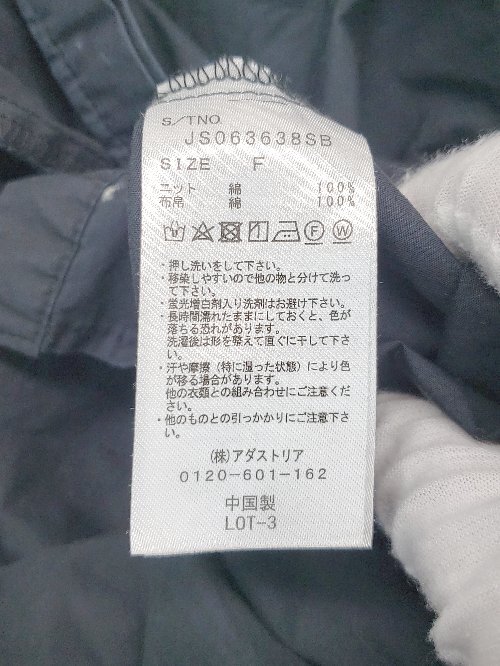 S/TNO.
JS063638SB
SIZE F
ニット 綿 100%
布帛 綿 100%
F W
・押し洗いをして下さい。
・移染しやすいので他の物と分けて洗っ
て下さい。
・蛍光増白剤入り洗剤はお避け下さい。
・長時間濡れたままにしておくと、色が
落ちる恐れがあります。
洗濯後は形を整えて直ぐに干して下さ
い。
・汗や摩擦（特に湿った状態）により色
が移る場合があります。
他の衣類との組み合わせにご注意くだ
さい。
・他のものとの引っかかりにご注意下さ
い。
(株)アダストリア
0120-601-162
中国製
LOT-3